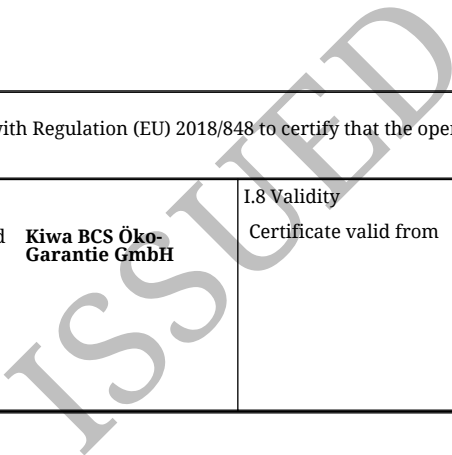 ith Regulation (EU) 2018/848 to certify that the oper
I.8 Validity
d Kiwa BCS Öko-
Garantie GmbH
Certificate valid from
ISSUED